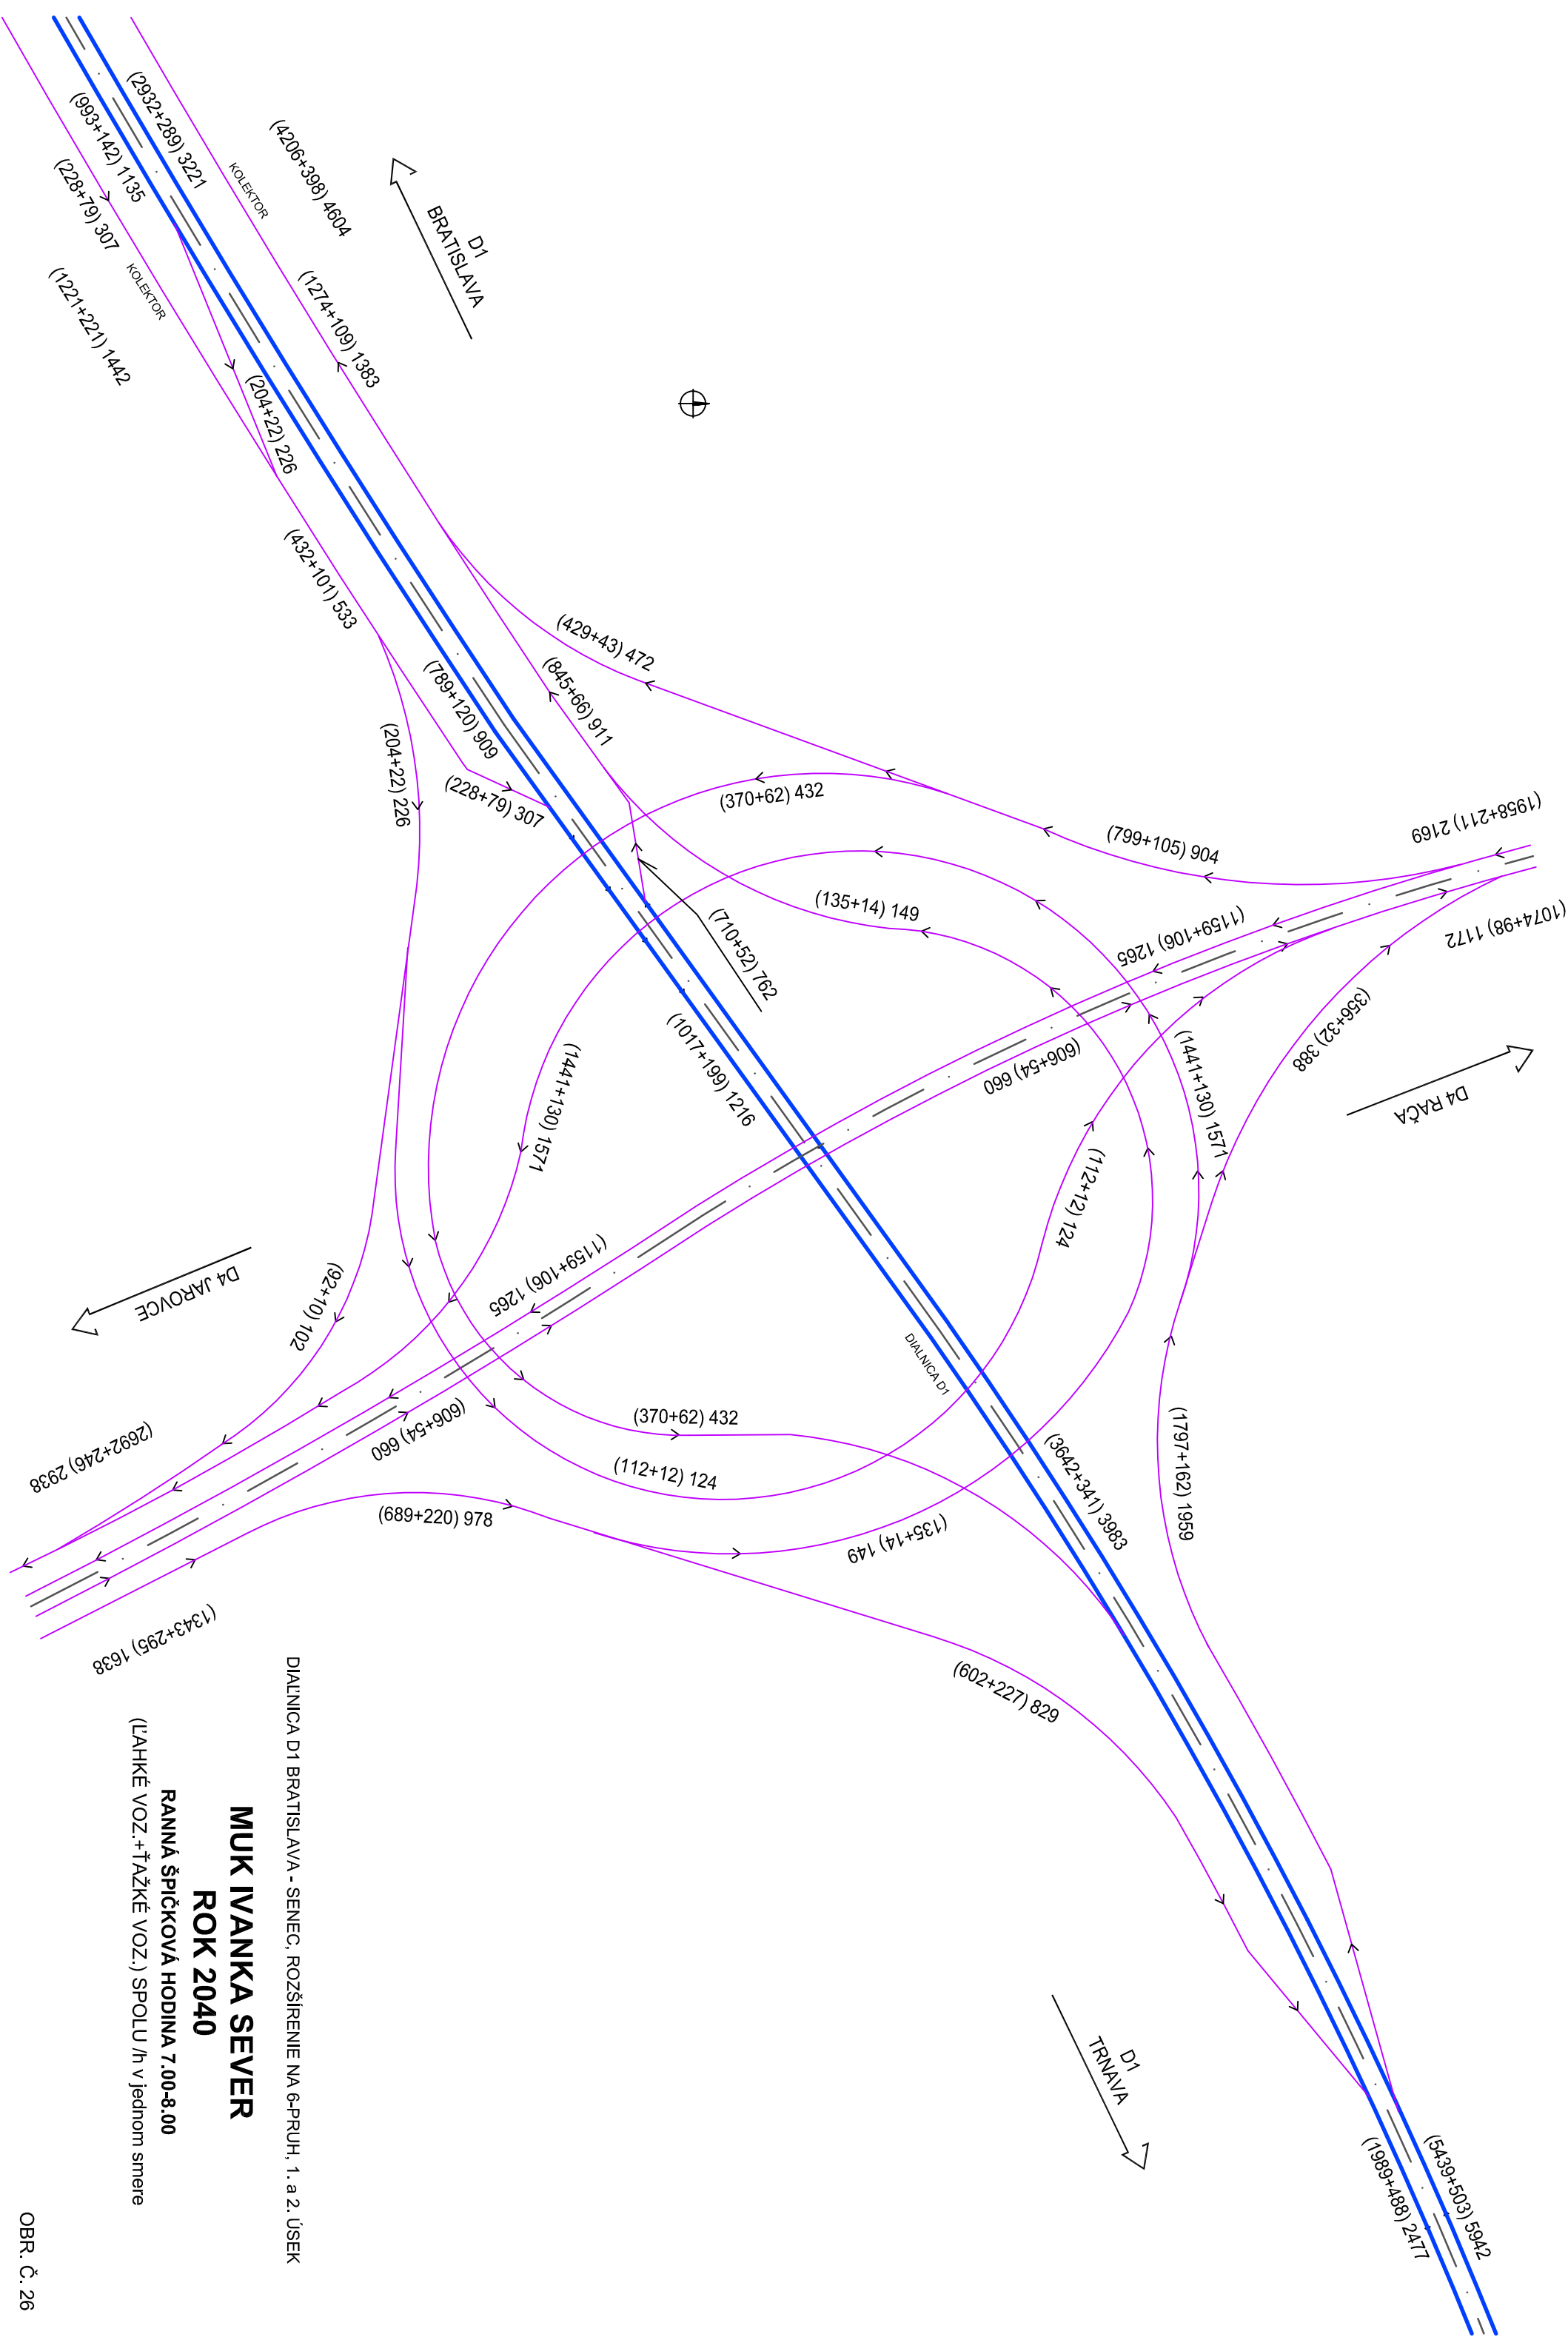 DIAĽNICA D1 BRATISLAVA - SENEC, ROZŠÍRENIE NA 6-PRUH, 1. a 2. ÚSEK
MUK IVANKA SEVER
ROK 2040
RANNÁ ŠPIČKOVÁ HODINA 7.00-8.00
(ĽAHKÉ VOZ.+ŤAŽKÉ VOZ.) SPOLU /h v jednom smere
OBR. Č. 26
(2932+289) 3221
(993+142) 1135
(228+79) 307
KOLEKTOR
KOLEKTOR
(4206+398) 4604
(1221+221) 1442
D1
BRATISLAVA
(1274+109) 1383
(204+22) 226
(432+101) 533
(429+43) 472
(845+66) 911
(789+120) 909
(204+22) 226
(228+79) 307
(370+62) 432
(799+105) 904
(1958+211) 2169
(1074+98) 1172
(135+14) 149
(710+52) 762
(1159+106) 1265
(1017+199) 1216
(606+54) 660
(356+32) 388
(1441+130) 1571
(1441+130) 1571
D4 RAČA
(112+12) 124
D4 JAROVCE
(92+10) 102
(1159+106) 1265
DIALNICA D1
(606+54) 660
(370+62) 432
(112+12) 124
(2692+246) 2938
(689+220) 978
(135+14) 149
(3642+341) 3983
(1797+162) 1959
(1343+295) 1638
(602+227) 829
D1
TRNAVA
(5439+503) 5942
(1989+488) 2477